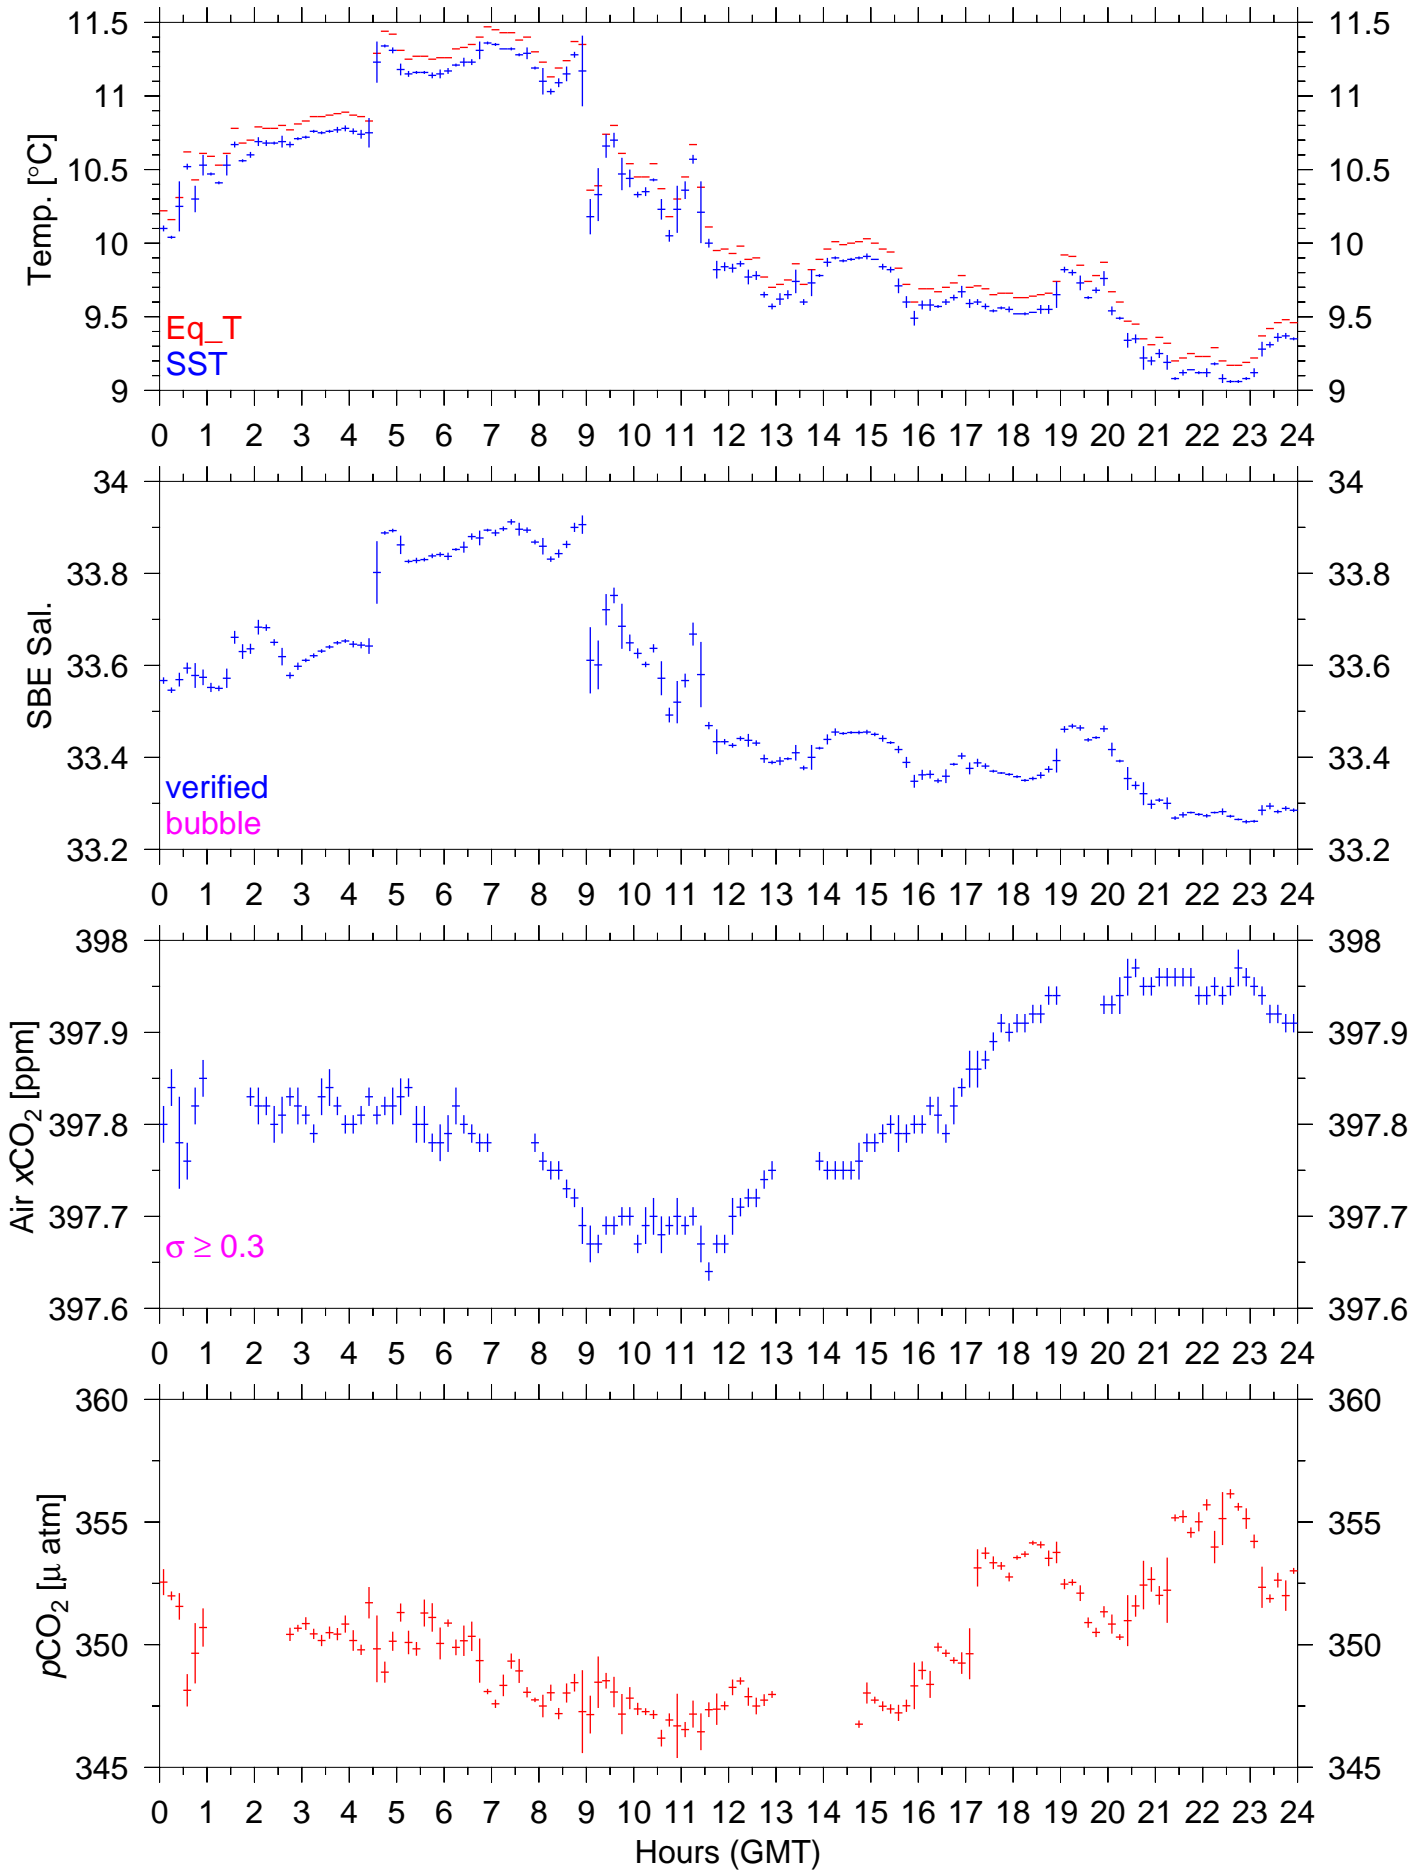 11.5 11.5
11 11
10.5 10.5
10 10
9.5 9.5
9 9
Temp. [°C]
Eq_T
SST
0 1 2 3 4 5 6 7 8 9 10 11 12 13 14 15 16 17 18 19 20 21 22 23 24
34 34
33.8 33.8
33.6 33.6
33.4 33.4
33.2 33.2
SBE Sal.
verified
bubble
0 1 2 3 4 5 6 7 8 9 10 11 12 13 14 15 16 17 18 19 20 21 22 23 24
398 398
397.9 397.9
397.8 397.8
397.7 397.7
397.6 397.6
Air xCO₂ [ppm]
σ ≥ 0.3
0 1 2 3 4 5 6 7 8 9 10 11 12 13 14 15 16 17 18 19 20 21 22 23 24
360 360
355 355
350 350
345 345
pCO₂ [μ atm]
0 1 2 3 4 5 6 7 8 9 10 11 12 13 14 15 16 17 18 19 20 21 22 23 24
Hours (GMT)